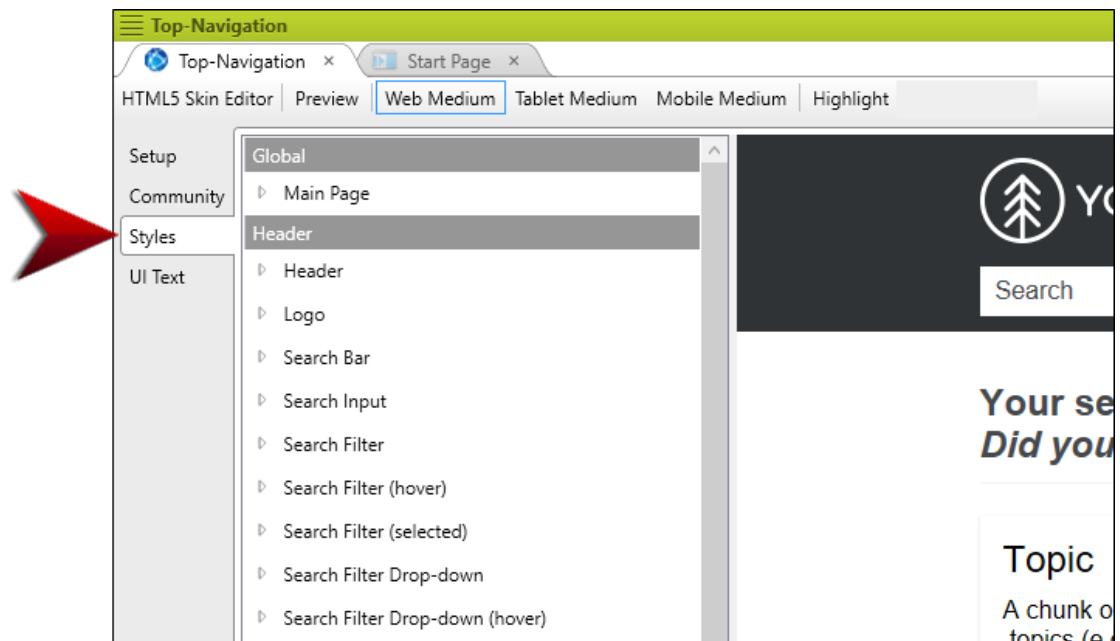 Top-Navigation
Top-Navigation × Start Page ×
HTML5 Skin Editor Preview Web Medium Tablet Medium Mobile Medium Highlight
Setup
Community
Styles
UI Text
Global
Main Page
Header
Header
Logo
Search Bar
Search Input
Search Filter
Search Filter (hover)
Search Filter (selected)
Search Filter Drop-down
Search Filter Drop-down (hover)
YO
Search
Your se
Did you
Topic
A chunk o
topics (e.